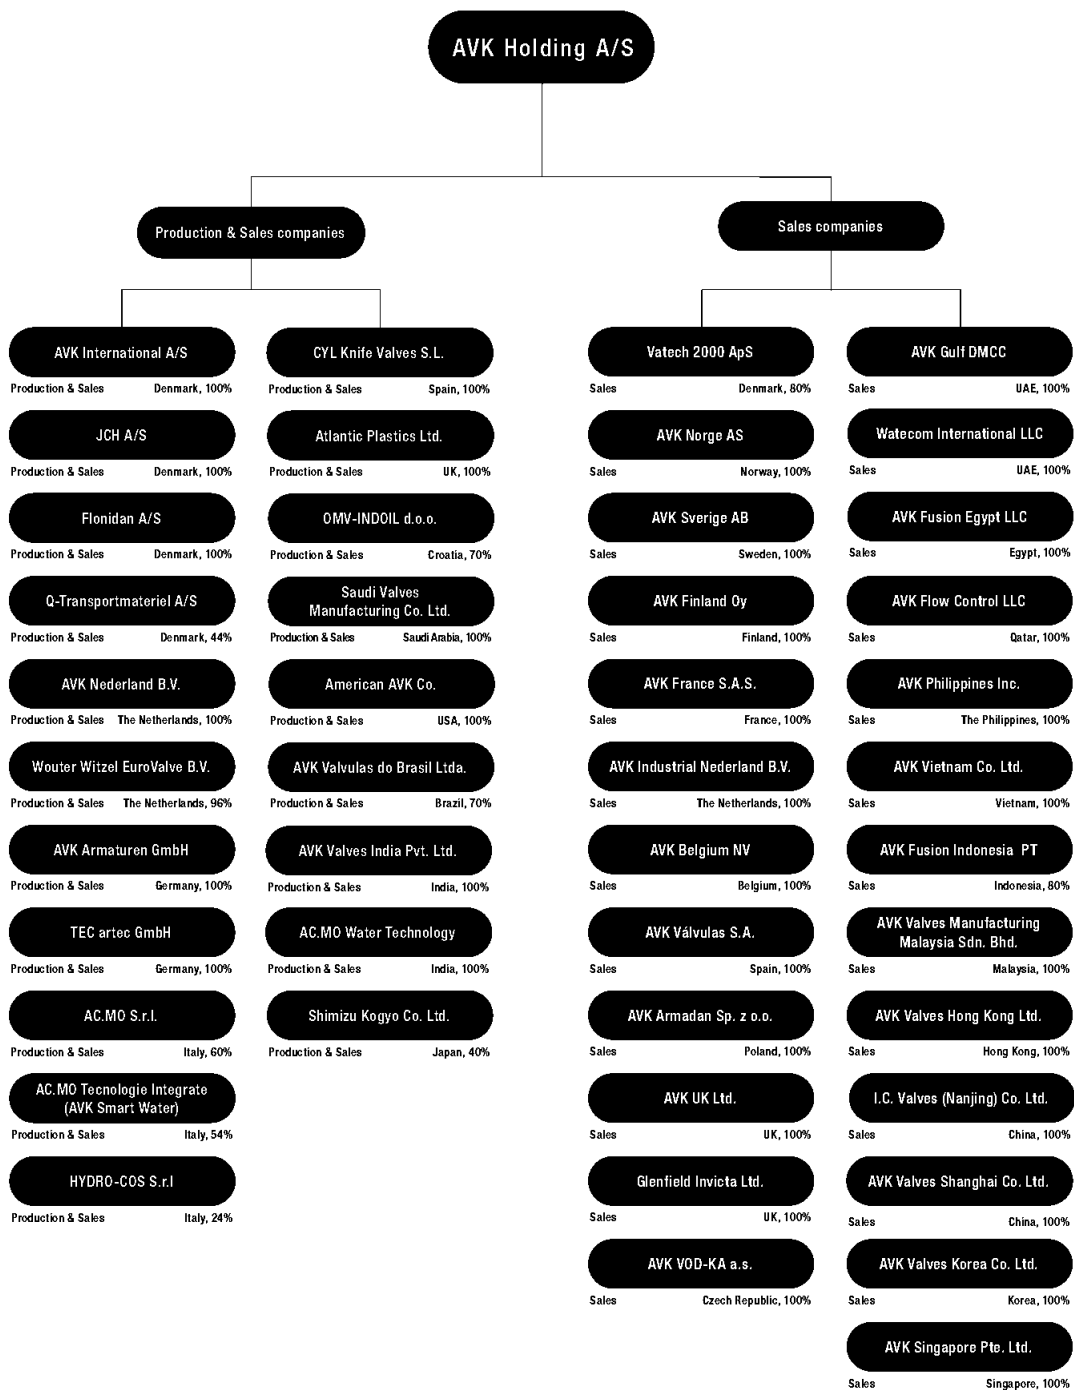 AVK Holding A/S
Production & Sales companies
AVK International A/S
Production & Sales Denmark, 100%
JCH A/S
Production & Sales Denmark, 100%
Flonidan A/S
Production & Sales Denmark, 100%
Q-Transportmateriel A/S
Production & Sales Denmark, 44%
AVK Nederland B.V.
Production & Sales The Netherlands, 100%
Wouter Witzel EuroValve B.V.
Production & Sales The Netherlands, 96%
AVK Armaturen GmbH
Production & Sales Germany, 100%
TEC artec GmbH
Production & Sales Germany, 100%
AC.MO S.r.l.
Production & Sales Italy, 60%
AC.MO Tecnologie Integrate
(AVK Smart Water)
Production & Sales Italy, 54%
HYDRO-COS S.r.l
Production & Sales Italy, 24%
CYL Knife Valves S.L.
Production & Sales Spain, 100%
Atlantic Plastics Ltd.
Production & Sales UK, 100%
OMV-INDOIL d.o.o.
Production & Sales Croatia, 70%
Saudi Valves
Manufacturing Co. Ltd.
Production & Sales Saudi Arabia, 100%
American AVK Co.
Production & Sales USA, 100%
AVK Valvulas do Brasil Ltda.
Production & Sales Brazil, 70%
AVK Valves India Pvt. Ltd.
Production & Sales India, 100%
AC.MO Water Technology
Production & Sales India, 100%
Shimizu Kogyo Co. Ltd.
Production & Sales Japan, 40%
Sales companies
Vatech 2000 ApS
Sales Denmark, 80%
AVK Norge AS
Sales Norway, 100%
AVK Sverige AB
Sales Sweden, 100%
AVK Finland Oy
Sales Finland, 100%
AVK France S.A.S.
Sales France, 100%
AVK Industrial Nederland B.V.
Sales The Netherlands, 100%
AVK Belgium NV
Sales Belgium, 100%
AVK Válvulas S.A.
Sales Spain, 100%
AVK Armadan Sp. z o.o.
Sales Poland, 100%
AVK UK Ltd.
Sales UK, 100%
Glenfield Invicta Ltd.
Sales UK, 100%
AVK VOD-KA a.s.
Sales Czech Republic, 100%
AVK Gulf DMCC
Sales UAE, 100%
Watecom International LLC
Sales UAE, 100%
AVK Fusion Egypt LLC
Sales Egypt, 100%
AVK Flow Control LLC
Sales Qatar, 100%
AVK Philippines Inc.
Sales The Philippines, 100%
AVK Vietnam Co. Ltd.
Sales Vietnam, 100%
AVK Fusion Indonesia PT
Sales Indonesia, 80%
AVK Valves Manufacturing
Malaysia Sdn. Bhd.
Sales Malaysia, 100%
AVK Valves Hong Kong Ltd.
Sales Hong Kong, 100%
I.C. Valves (Nanjing) Co. Ltd.
Sales China, 100%
AVK Valves Shanghai Co. Ltd.
Sales China, 100%
AVK Valves Korea Co. Ltd.
Sales Korea, 100%
AVK Singapore Pte. Ltd.
Sales Singapore, 100%